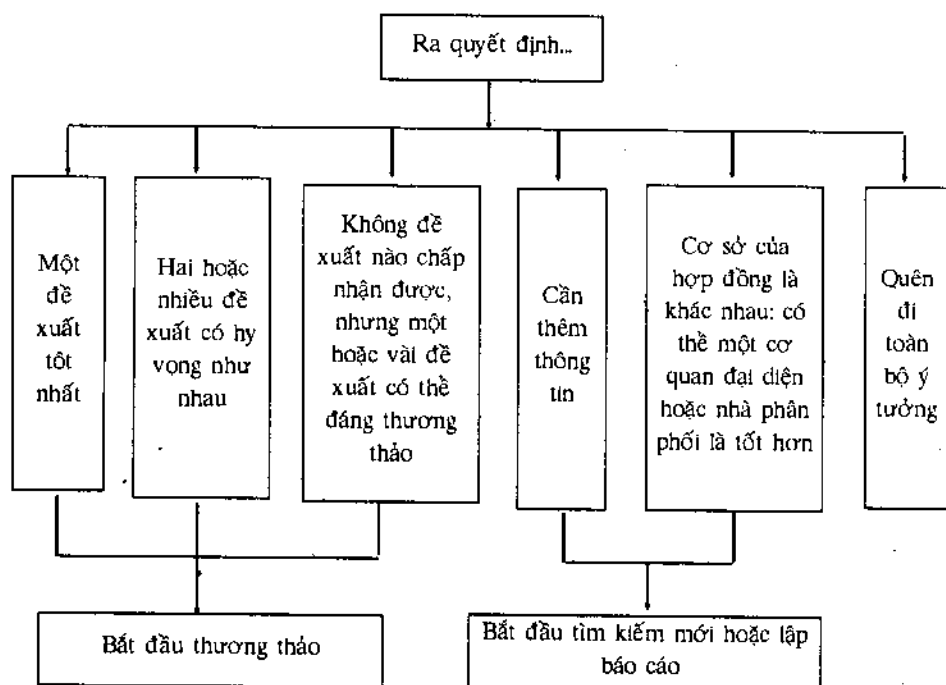 Ra quyết định...
Một
đề
xuất
tốt
nhất
Hai hoặc
nhiều đề
xuất có hy
vọng như
nhau
Không đề
xuất nào chấp
nhận được,
nhưng một
hoặc vài đề
xuất có thể
đáng thương
thảo
Cần
thêm
thông
tin
Cơ sở của
hợp đồng là
khác nhau: có
thể một cơ
quan đại diện
hoặc nhà phân
phối là tốt hơn
Quên
đi
toàn
bộ ý
tưởng
Bắt đầu thương thảo
Bắt đầu tìm kiếm mới hoặc lập
báo cáo